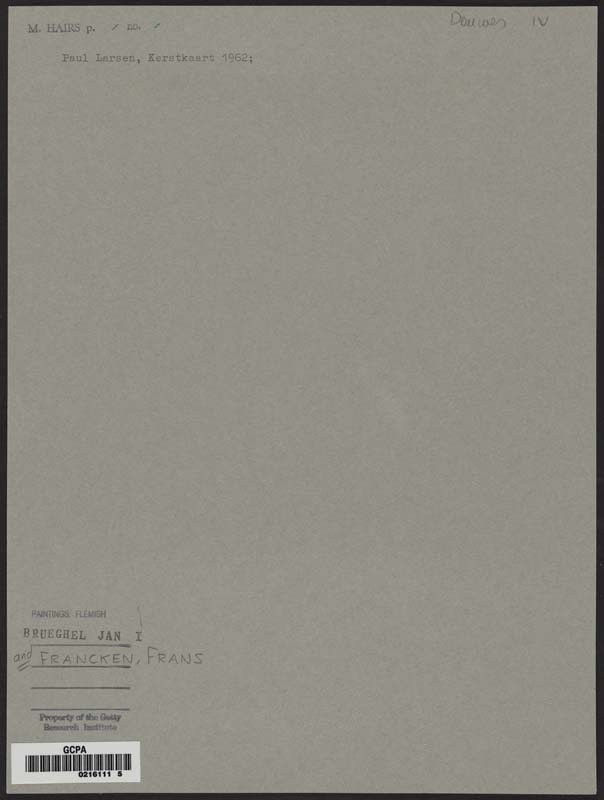 M. HAIRS p. ✓ no. ✓
IV
Paul Larsen, Kerstkaart 1962;
PAINTINGS, FLEMISH
BRUEGHEL JAN I
and FRANCKEN, FRANS
Property of the Getty
Research Institute
GCPA
0216111 5